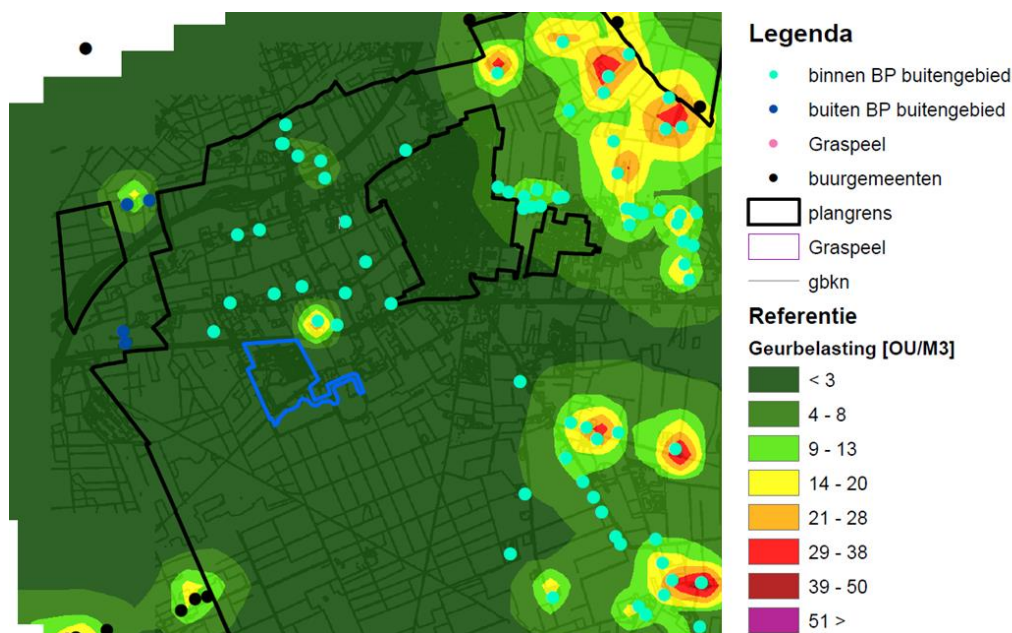 Legenda
binnen BP buitengebied
buiten BP buitengebied
Graspeel
buurgemeenten
plangrens
Graspeel
gbkn
Referentie
Geurbelasting [OU/M3]
< 3
4 - 8
9 - 13
14 - 20
21 - 28
29 - 38
39 - 50
51 >